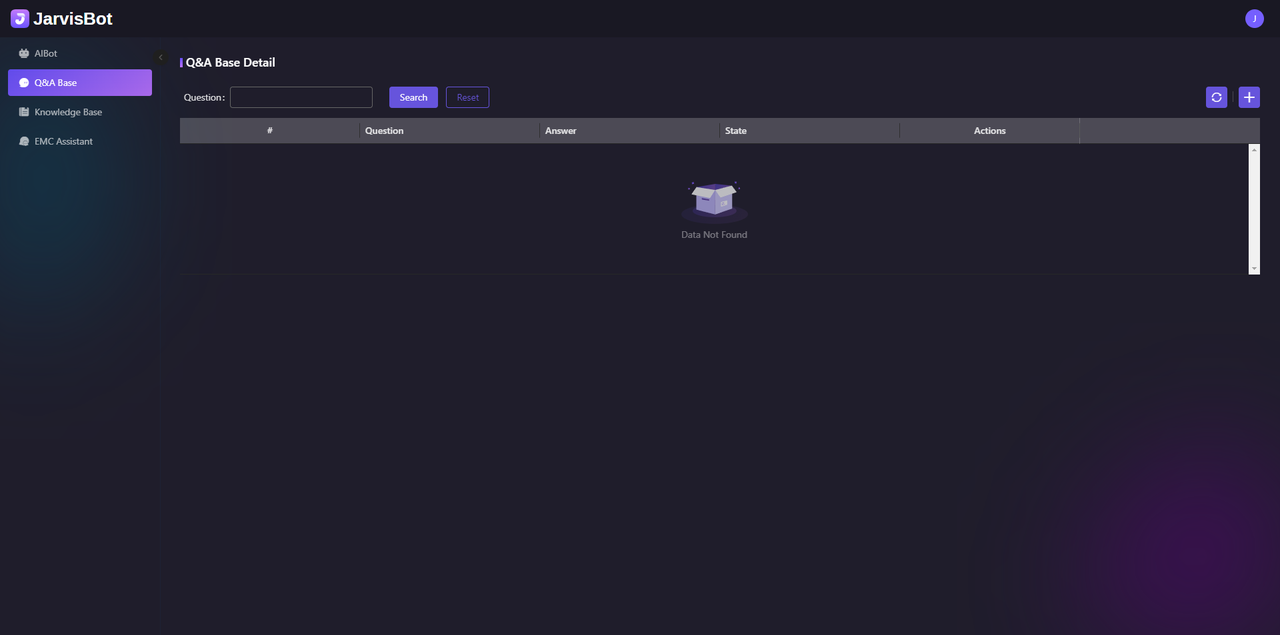 JarvisBot
J
AIBot
Q&A Base
Knowledge Base
EMC Assistant
Q&A Base Detail
Question:
Search
Reset
# Question Answer State Actions
Data Not Found